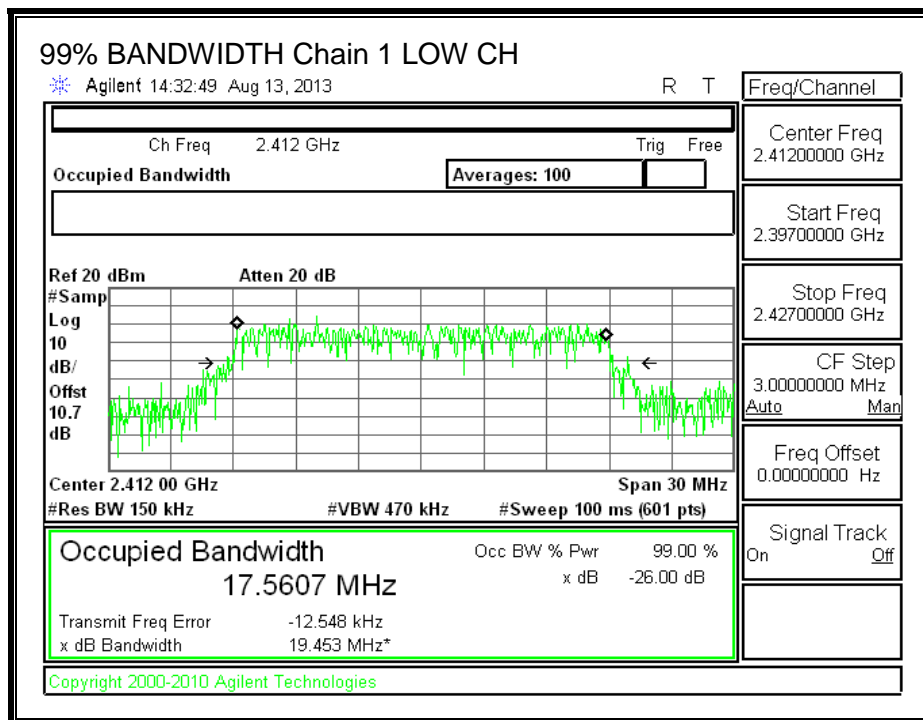 99% BANDWIDTH Chain 1 LOW CH
Agilent 14:32:49 Aug 13, 2013 R T
Freq/Channel
Ch Freq 2.412 GHz Trig Free
Occupied Bandwidth Averages: 100
Center Freq
2.41200000 GHz
Start Freq
2.39700000 GHz
Stop Freq
2.42700000 GHz
CF Step
3.00000000 MHz
Auto Man
Freq Offset
0.00000000 Hz
Signal Track
On Off
Ref 20 dBm Atten 20 dB
#Samp
Log
10
dB/
Offst
10.7
dB
Center 2.412 00 GHz Span 30 MHz
#Res BW 150 kHz #VBW 470 kHz #Sweep 100 ms (601 pts)
Occupied Bandwidth Occ BW % Pwr 99.00 %
17.5607 MHz x dB -26.00 dB
Transmit Freq Error -12.548 kHz
x dB Bandwidth 19.453 MHz*
Copyright 2000-2010 Agilent Technologies